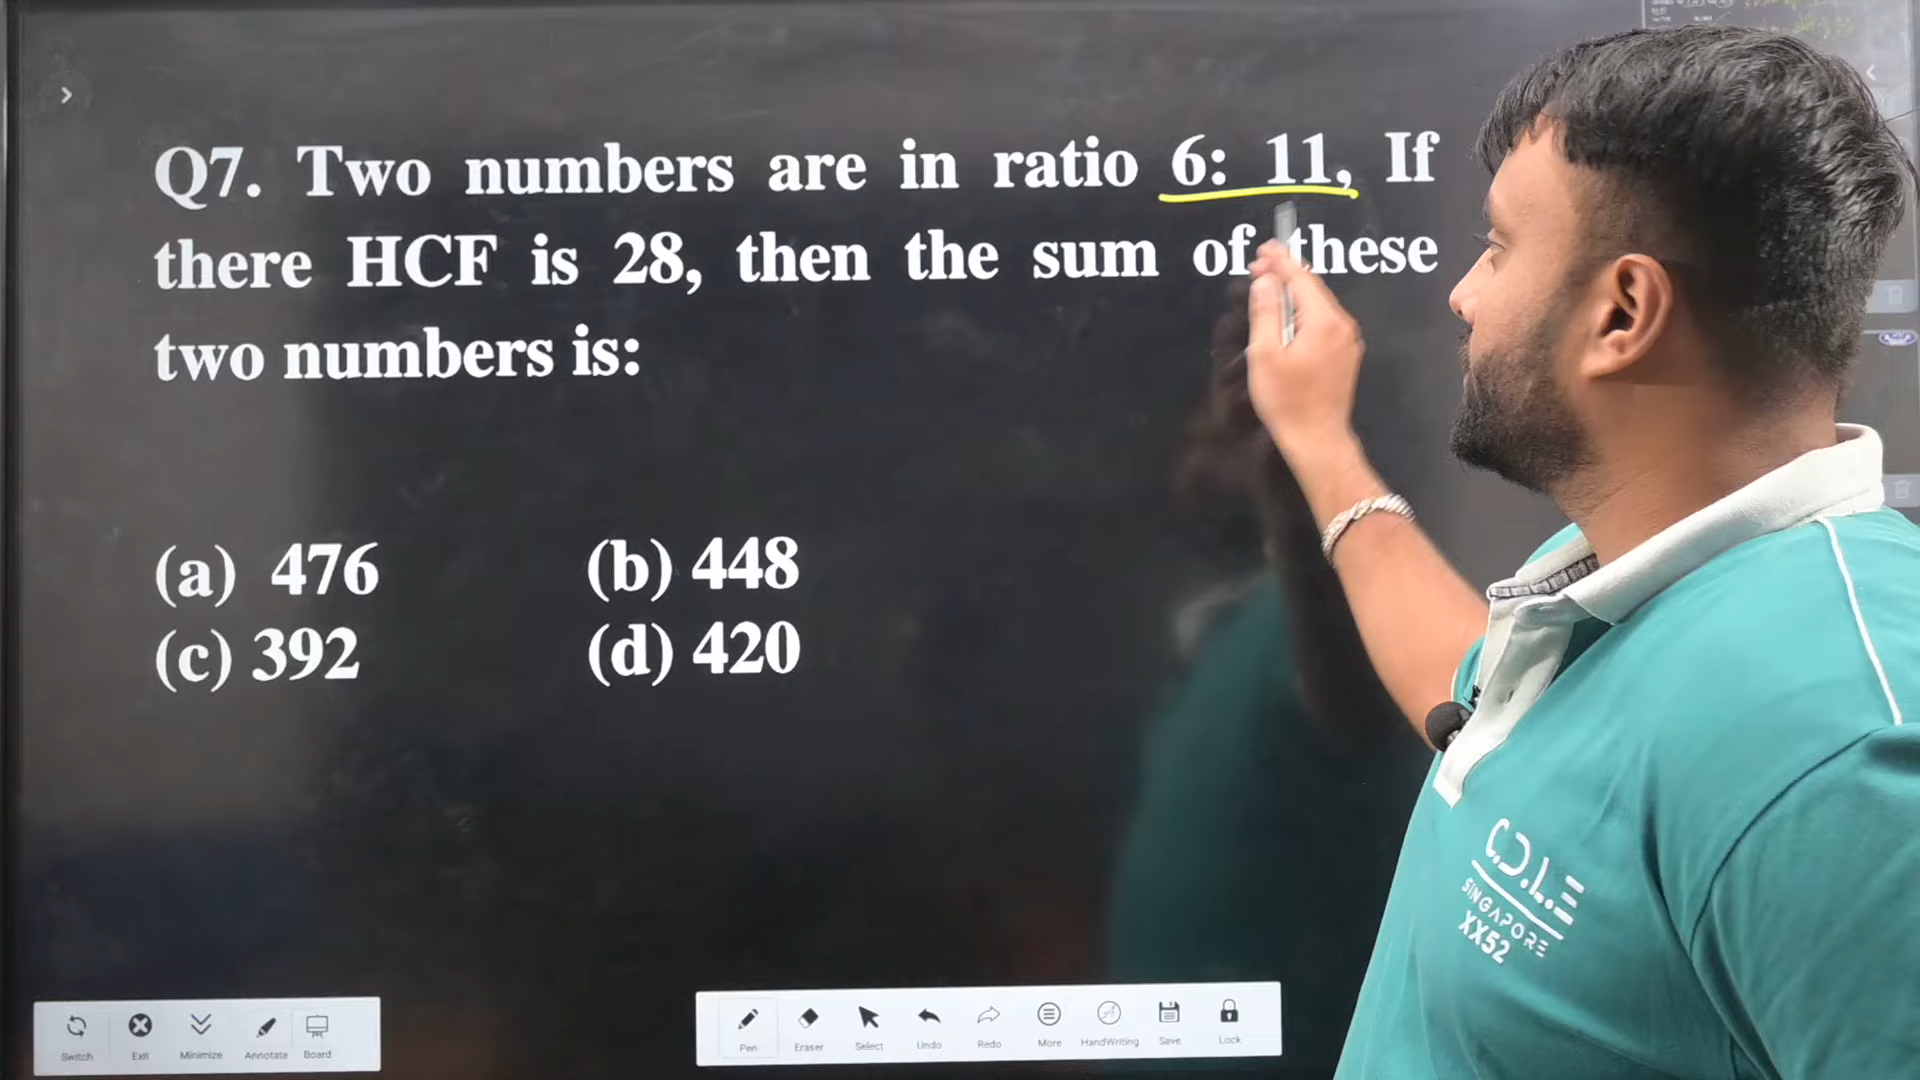 Q7. Two numbers are in ratio 6: 11, If
there HCF is 28, then the sum of these
two numbers is:
(a) 476 (b) 448
(c) 392 (d) 420
C.D.L.E
SINGAPORE
XX52
Switch Exit Minimize Annotate Board
Pen Eraser Select Undo Redo More HandWriting Save Lock